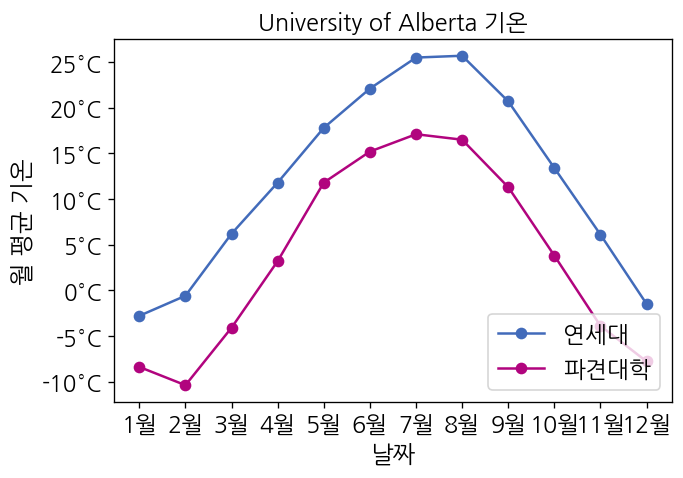 University of Alberta 기온
월 평균 기온
25°C
20°C
15°C
10°C
5°C
0°C
-5°C
-10°C
연세대
파견대학
1월 2월 3월 4월 5월 6월 7월 8월 9월 10월 11월 12월
날짜